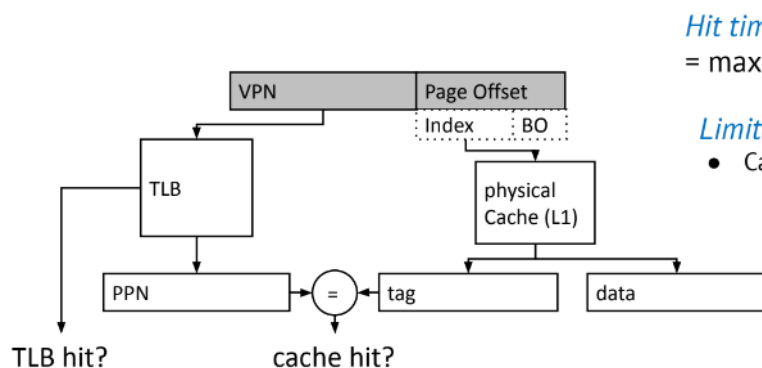 Hit tim
= max
VPN
Page Offset
Index
BO
Limit
● Ca
TLB
physical
Cache (L1)
PPN
=
tag
data
TLB hit?
cache hit?